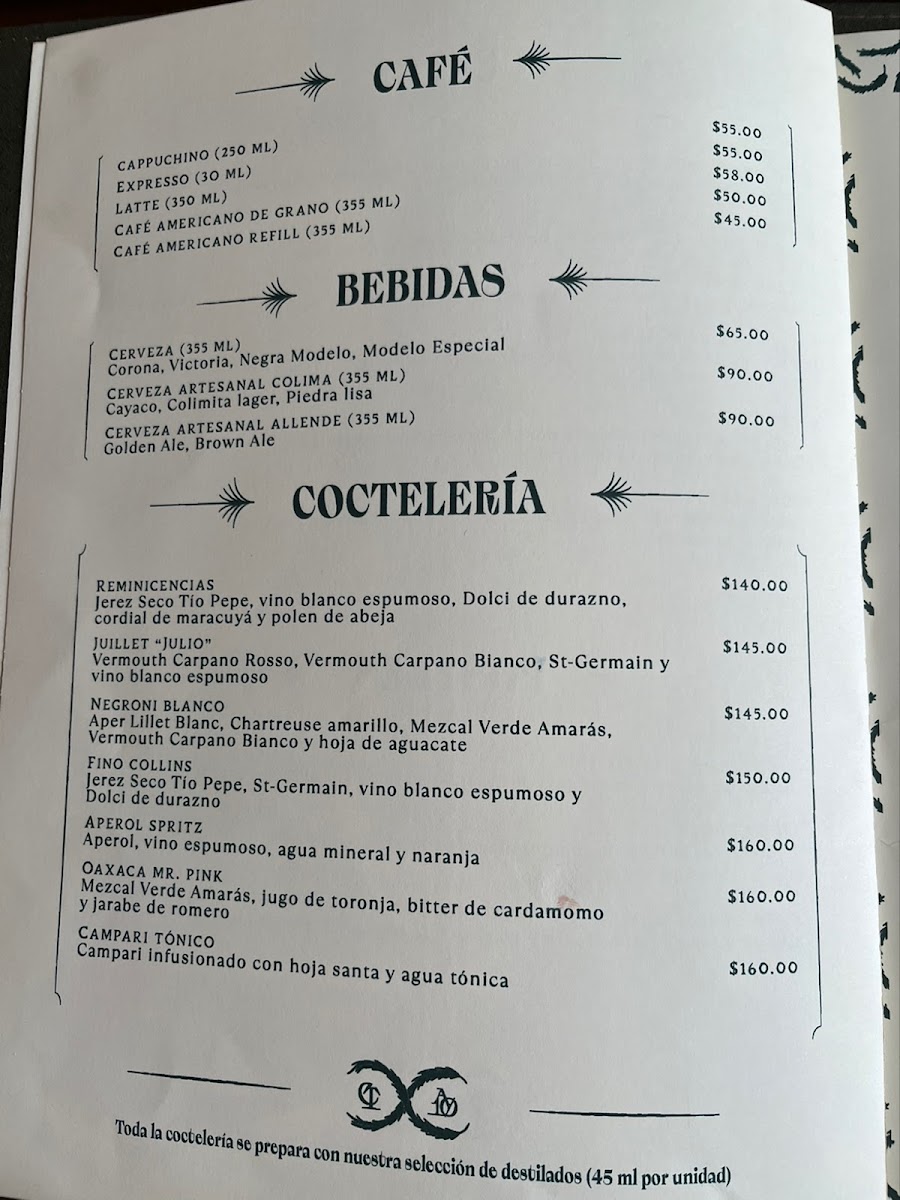 CAFÉ
CAPPUCHINO (250 ML) $55.00
EXPRESSO (30 ML) $55.00
LATTE (350 ML) $58.00
CAFÉ AMERICANO DE GRANO (355 ML) $50.00
CAFÉ AMERICANO REFILL (355 ML) $45.00
BEBIDAS
CERVEZA (355 ML) $65.00
Corona, Victoria, Negra Modelo, Modelo Especial
CERVEZA ARTESANAL COLIMA (355 ML) $90.00
Cayaco, Colimita lager, Piedra lisa
CERVEZA ARTESANAL ALLENDE (355 ML) $90.00
Golden Ale, Brown Ale
COCTELERÍA
REMINICENCIAS $140.00
Jerez Seco Tío Pepe, vino blanco espumoso, Dolci de durazno,
cordial de maracuyá y polen de abeja
JUILLET “JULIO” $145.00
Vermouth Carpano Rosso, Vermouth Carpano Bianco, St-Germain y
vino blanco espumoso
NEGRONI BLANCO $145.00
Aper Lillet Blanc, Chartreuse amarillo, Mezcal Verde Amarás,
Vermouth Carpano Bianco y hoja de aguacate
FINO COLLINS $150.00
Jerez Seco Tío Pepe, St-Germain, vino blanco espumoso y
Dolci de durazno
APEROL SPRITZ $160.00
Aperol, vino espumoso, agua mineral y naranja
OAXACA MR. PINK $160.00
Mezcal Verde Amarás, jugo de toronja, bitter de cardamomo
y jarabe de romero
CAMPARI TÓNICO $160.00
Campari infusionado con hoja santa y agua tónica
Toda la coctelería se prepara con nuestra selección de destilados (45 ml por unidad)